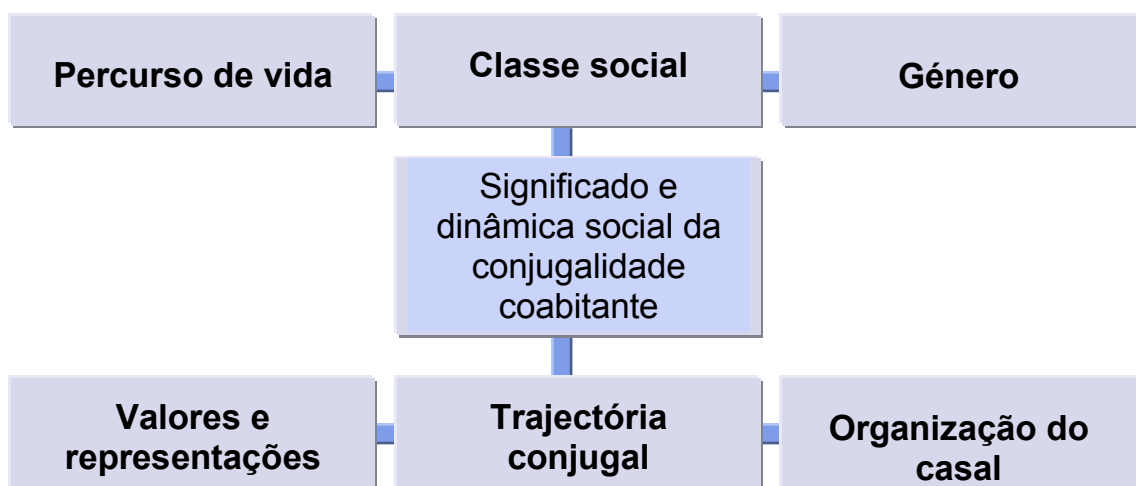 Percurso de vida
Classe social
Género
Significado e
dinâmica social da
conjugalidade
coabitante
Valores e
representações
Trajectória
conjugal
Organização do
casal